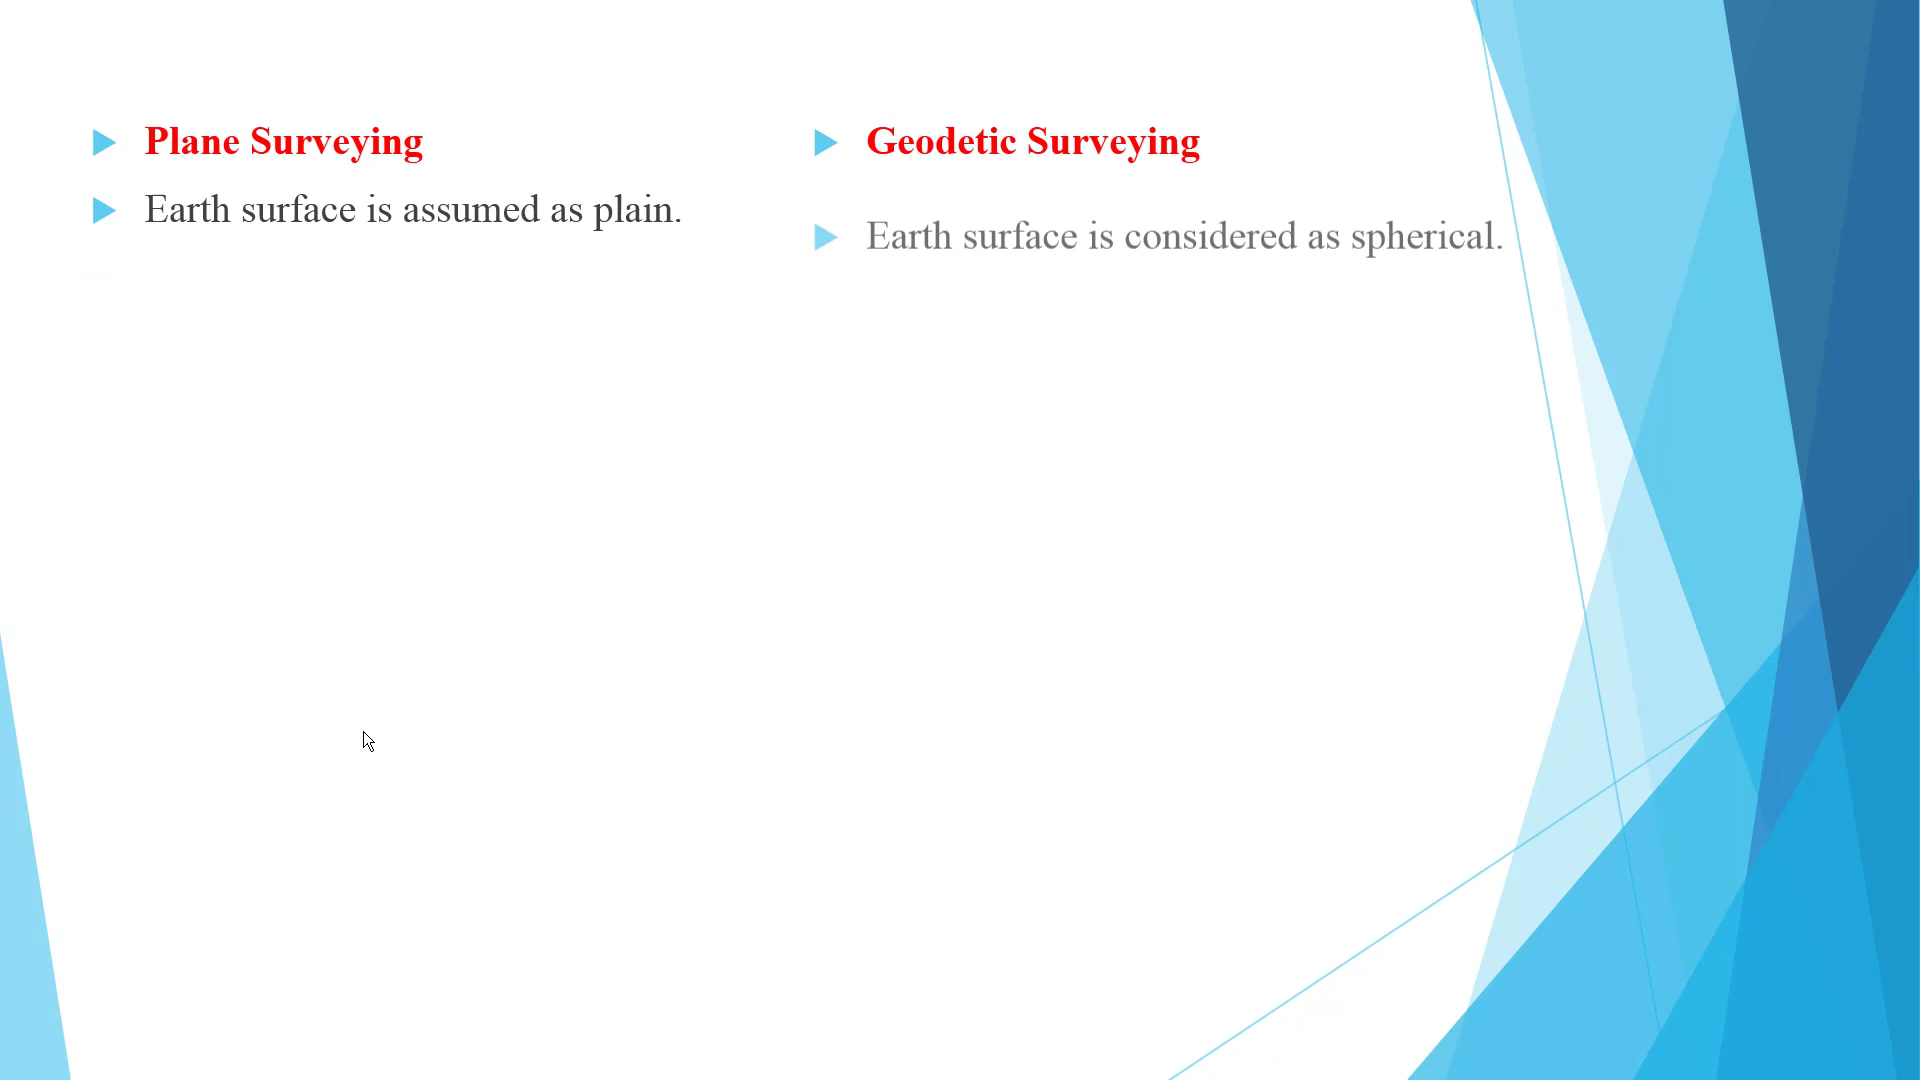 Plane Surveying
Earth surface is assumed as plain.
Geodetic Surveying
Earth surface is considered as spherical.